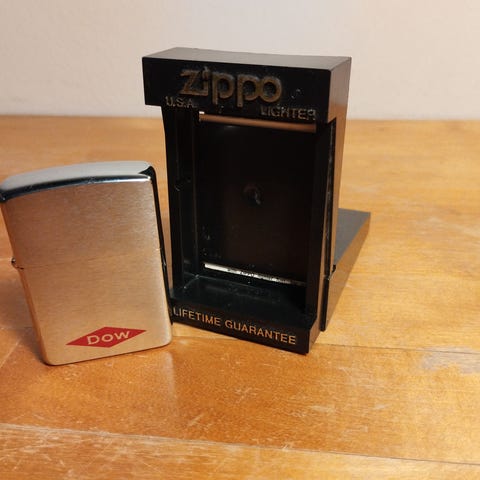 zippo
U.S.A. LIGHTER
LIFETIME GUARANTEE
DOW